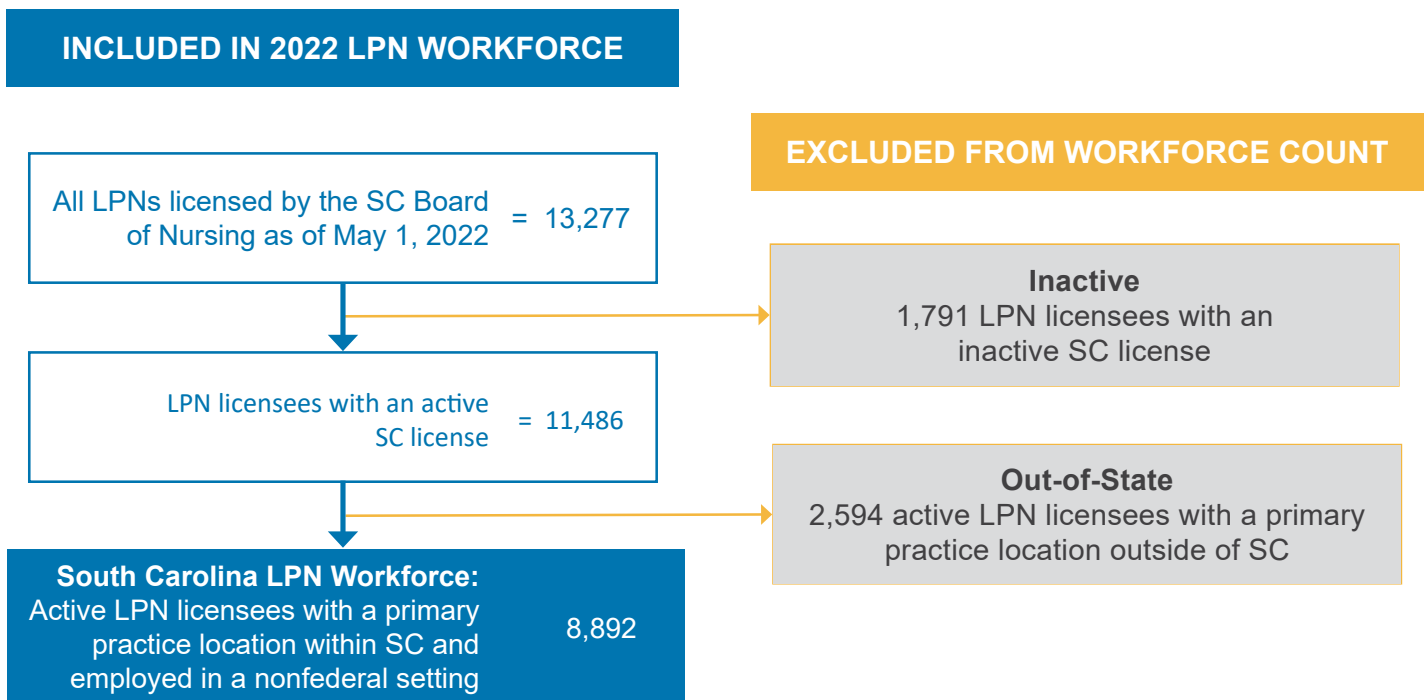 INCLUDED IN 2022 LPN WORKFORCE
EXCLUDED FROM WORKFORCE COUNT
All LPNs licensed by the SC Board
of Nursing as of May 1, 2022
= 13,277
Inactive
1,791 LPN licensees with an
inactive SC license
LPN licensees with an active
SC license
= 11,486
Out-of-State
2,594 active LPN licensees with a primary
practice location outside of SC
South Carolina LPN Workforce:
Active LPN licensees with a primary
practice location within SC and
employed in a nonfederal setting
8,892